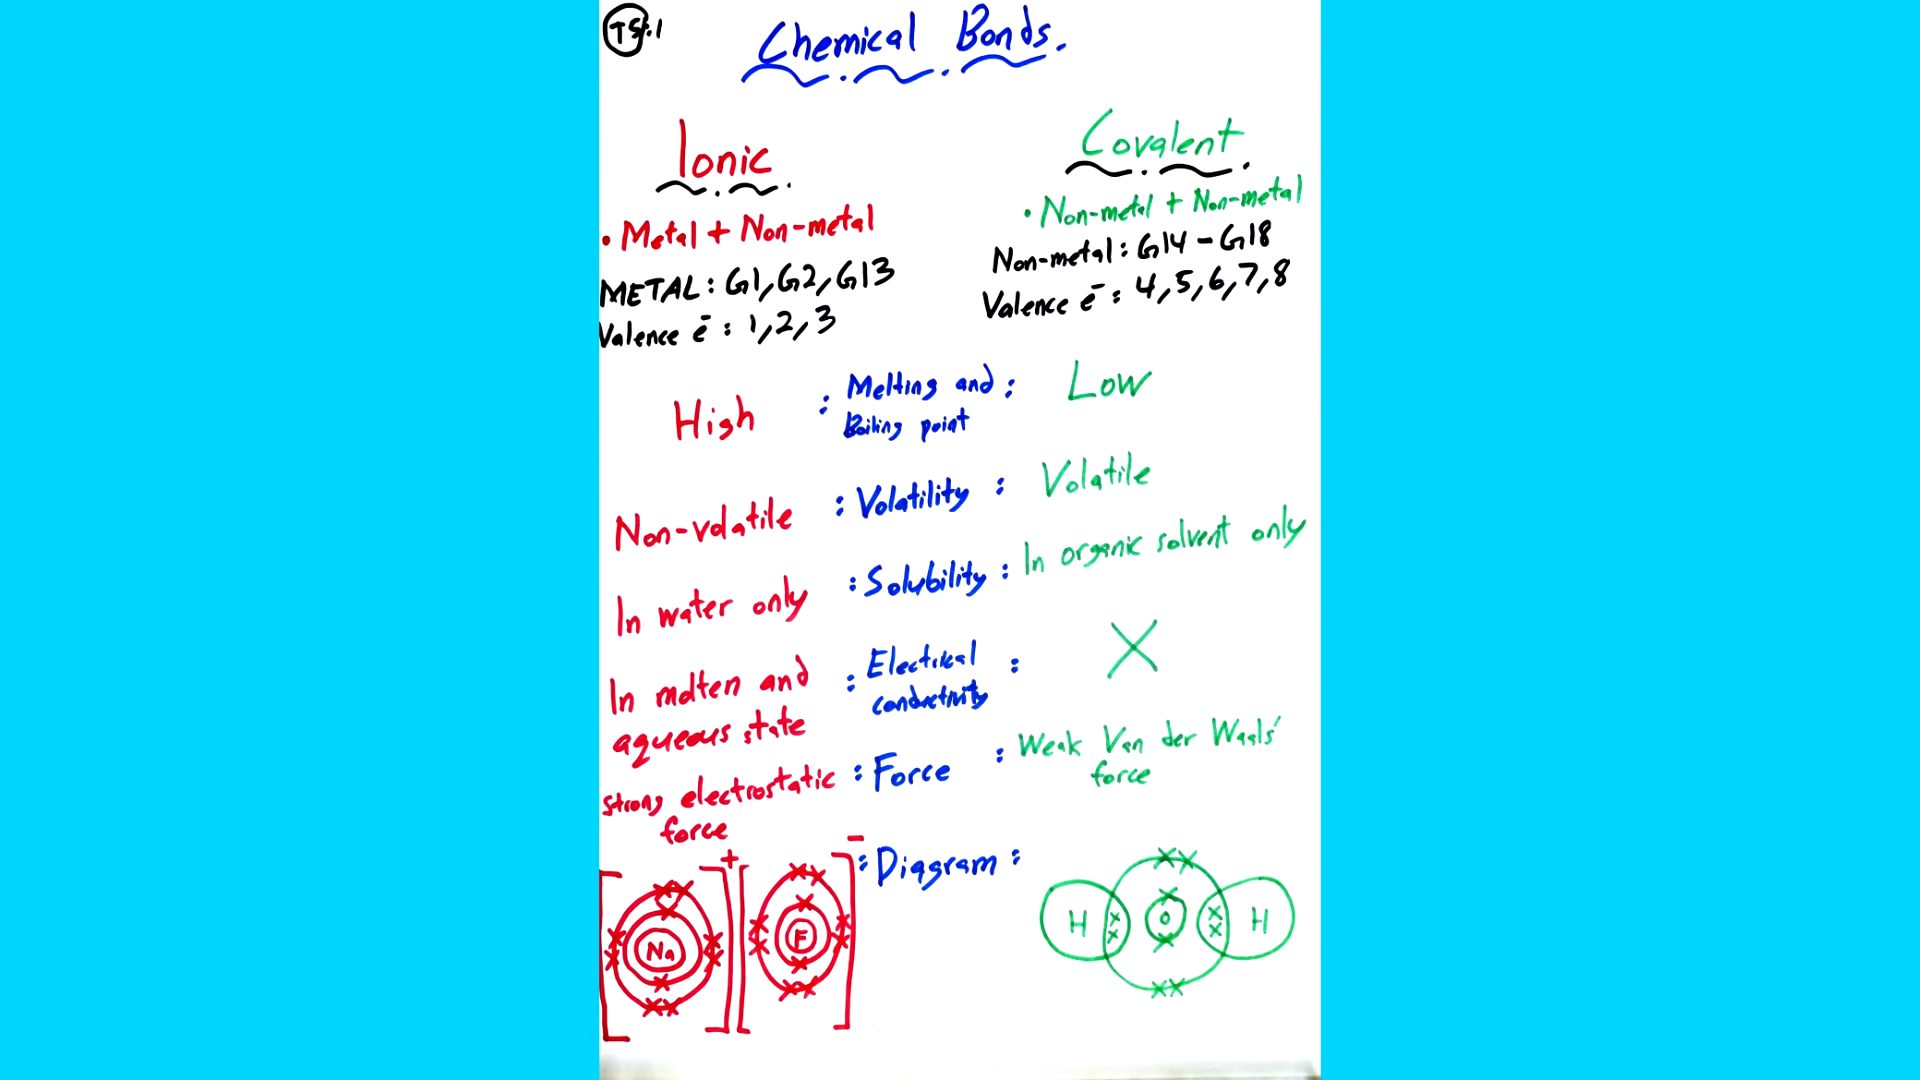 T5f.1
Chemical Bonds.
Ionic
Covalent
• Metal + Non-metal
• Non-metal + Non-metal
METAL : G1, G2, G13
Non-metal : G14 - G18
Valence e⁻ : 1, 2, 3
Valence e⁻ : 4, 5, 6, 7, 8
High : Melting and : Low
Boiling point
Non-volatile : Volatility : Volatile
In water only : Solubility : In organic solvent only
In molten and : Electrical : X
aqueous state conductivity
strong electrostatic : Force : Weak Van der Waals'
force force
: Diagram :
Na + F -
H O H